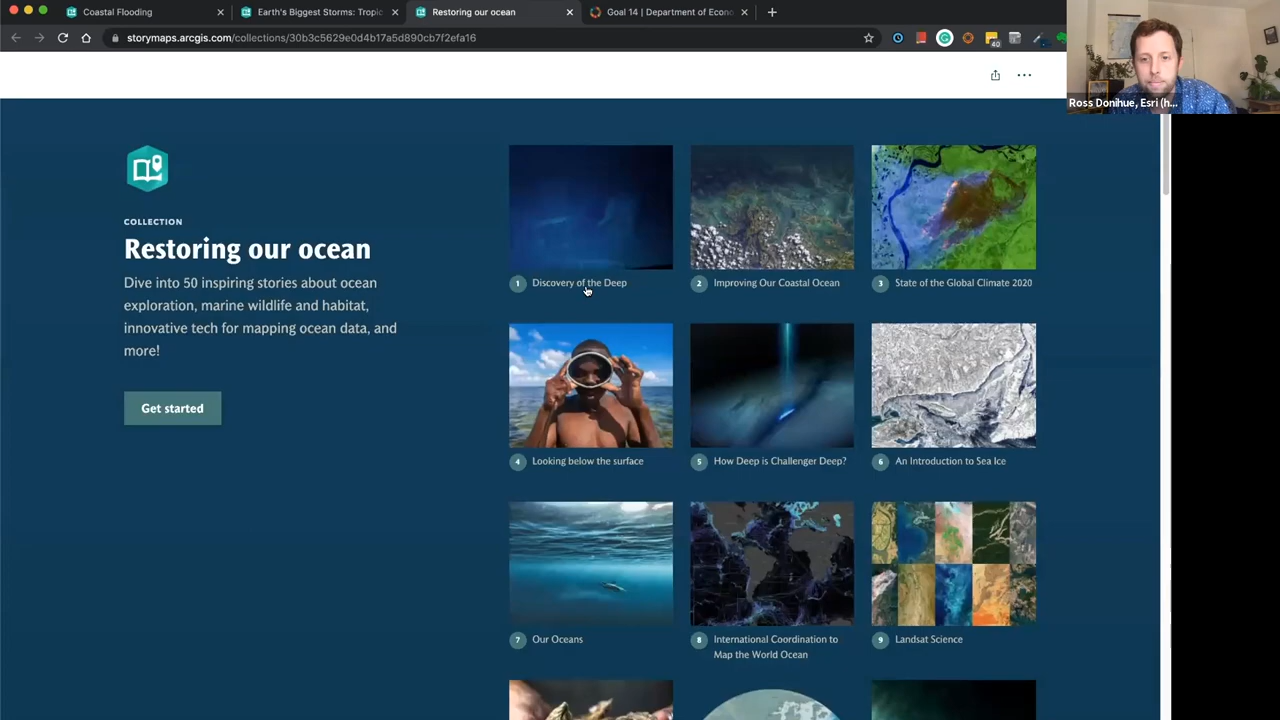 Coastal Flooding
Earth's Biggest Storms: Tropic
Restoring our ocean
Goal 14 | Department of Econo
storymaps.arcgis.com/collections/30b3c5629e0d4b17a5d890cb7f2efa16
40
Ross Donihue, Esri (h...
COLLECTION
Restoring our ocean
Dive into 50 inspiring stories about ocean
exploration, marine wildlife and habitat,
innovative tech for mapping ocean data, and
more!
Get started
1 Discovery of the Deep
2 Improving Our Coastal Ocean
3 State of the Global Climate 2020
4 Looking below the surface
5 How Deep is Challenger Deep?
6 An Introduction to Sea Ice
7 Our Oceans
8 International Coordination to
Map the World Ocean
9 Landsat Science